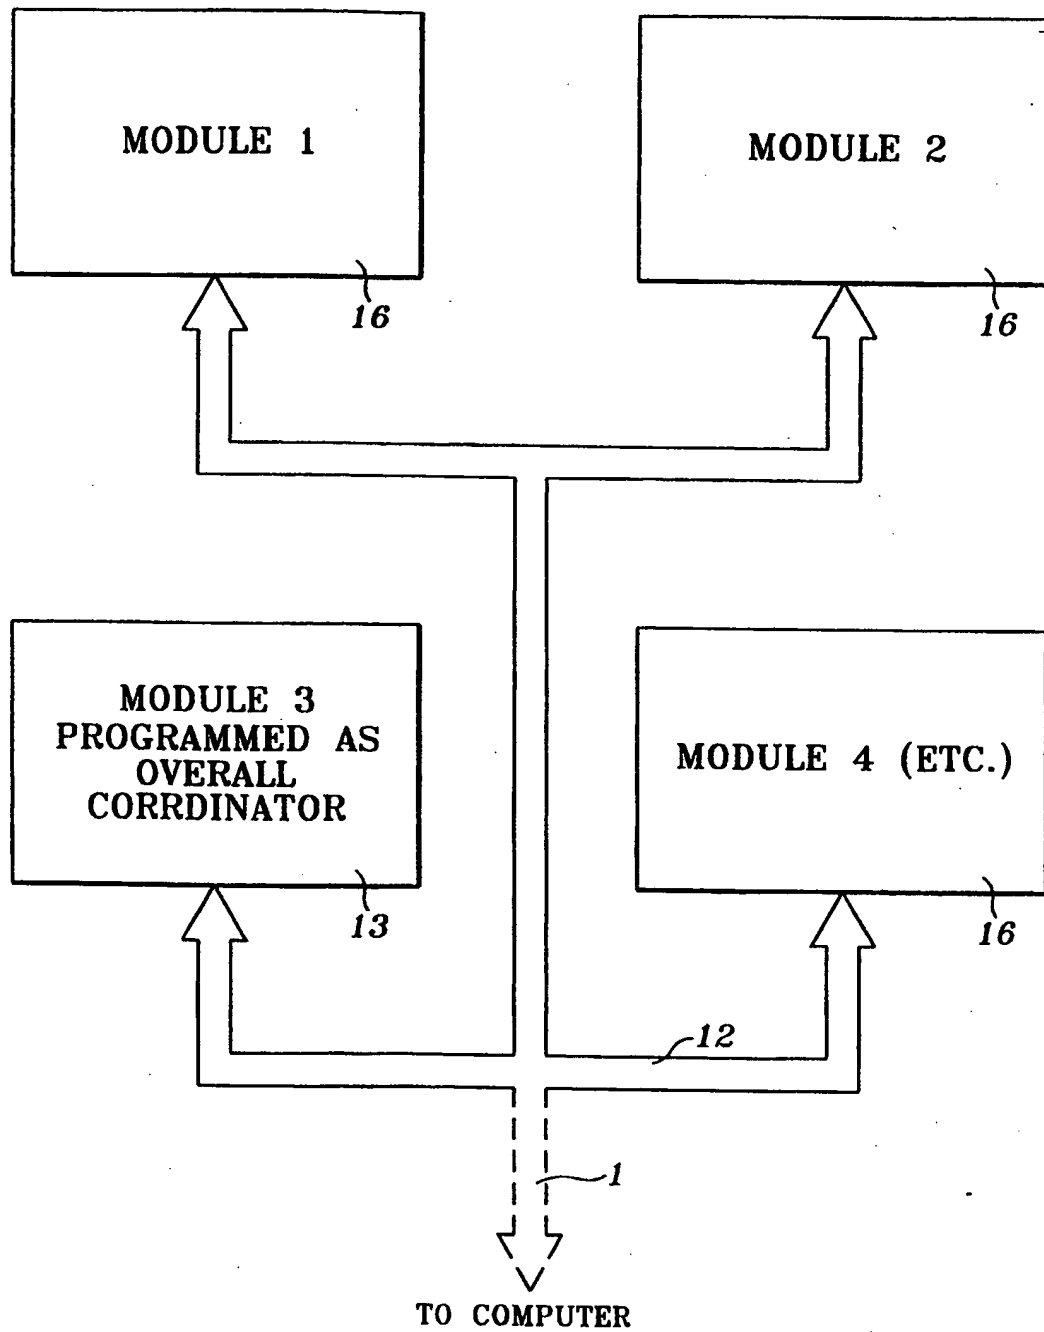 MODULE 1
MODULE 2
16
16
MODULE 3
PROGRAMMED AS
OVERALL
CORRDINATOR
MODULE 4 (ETC.)
13
16
12
1
TO COMPUTER